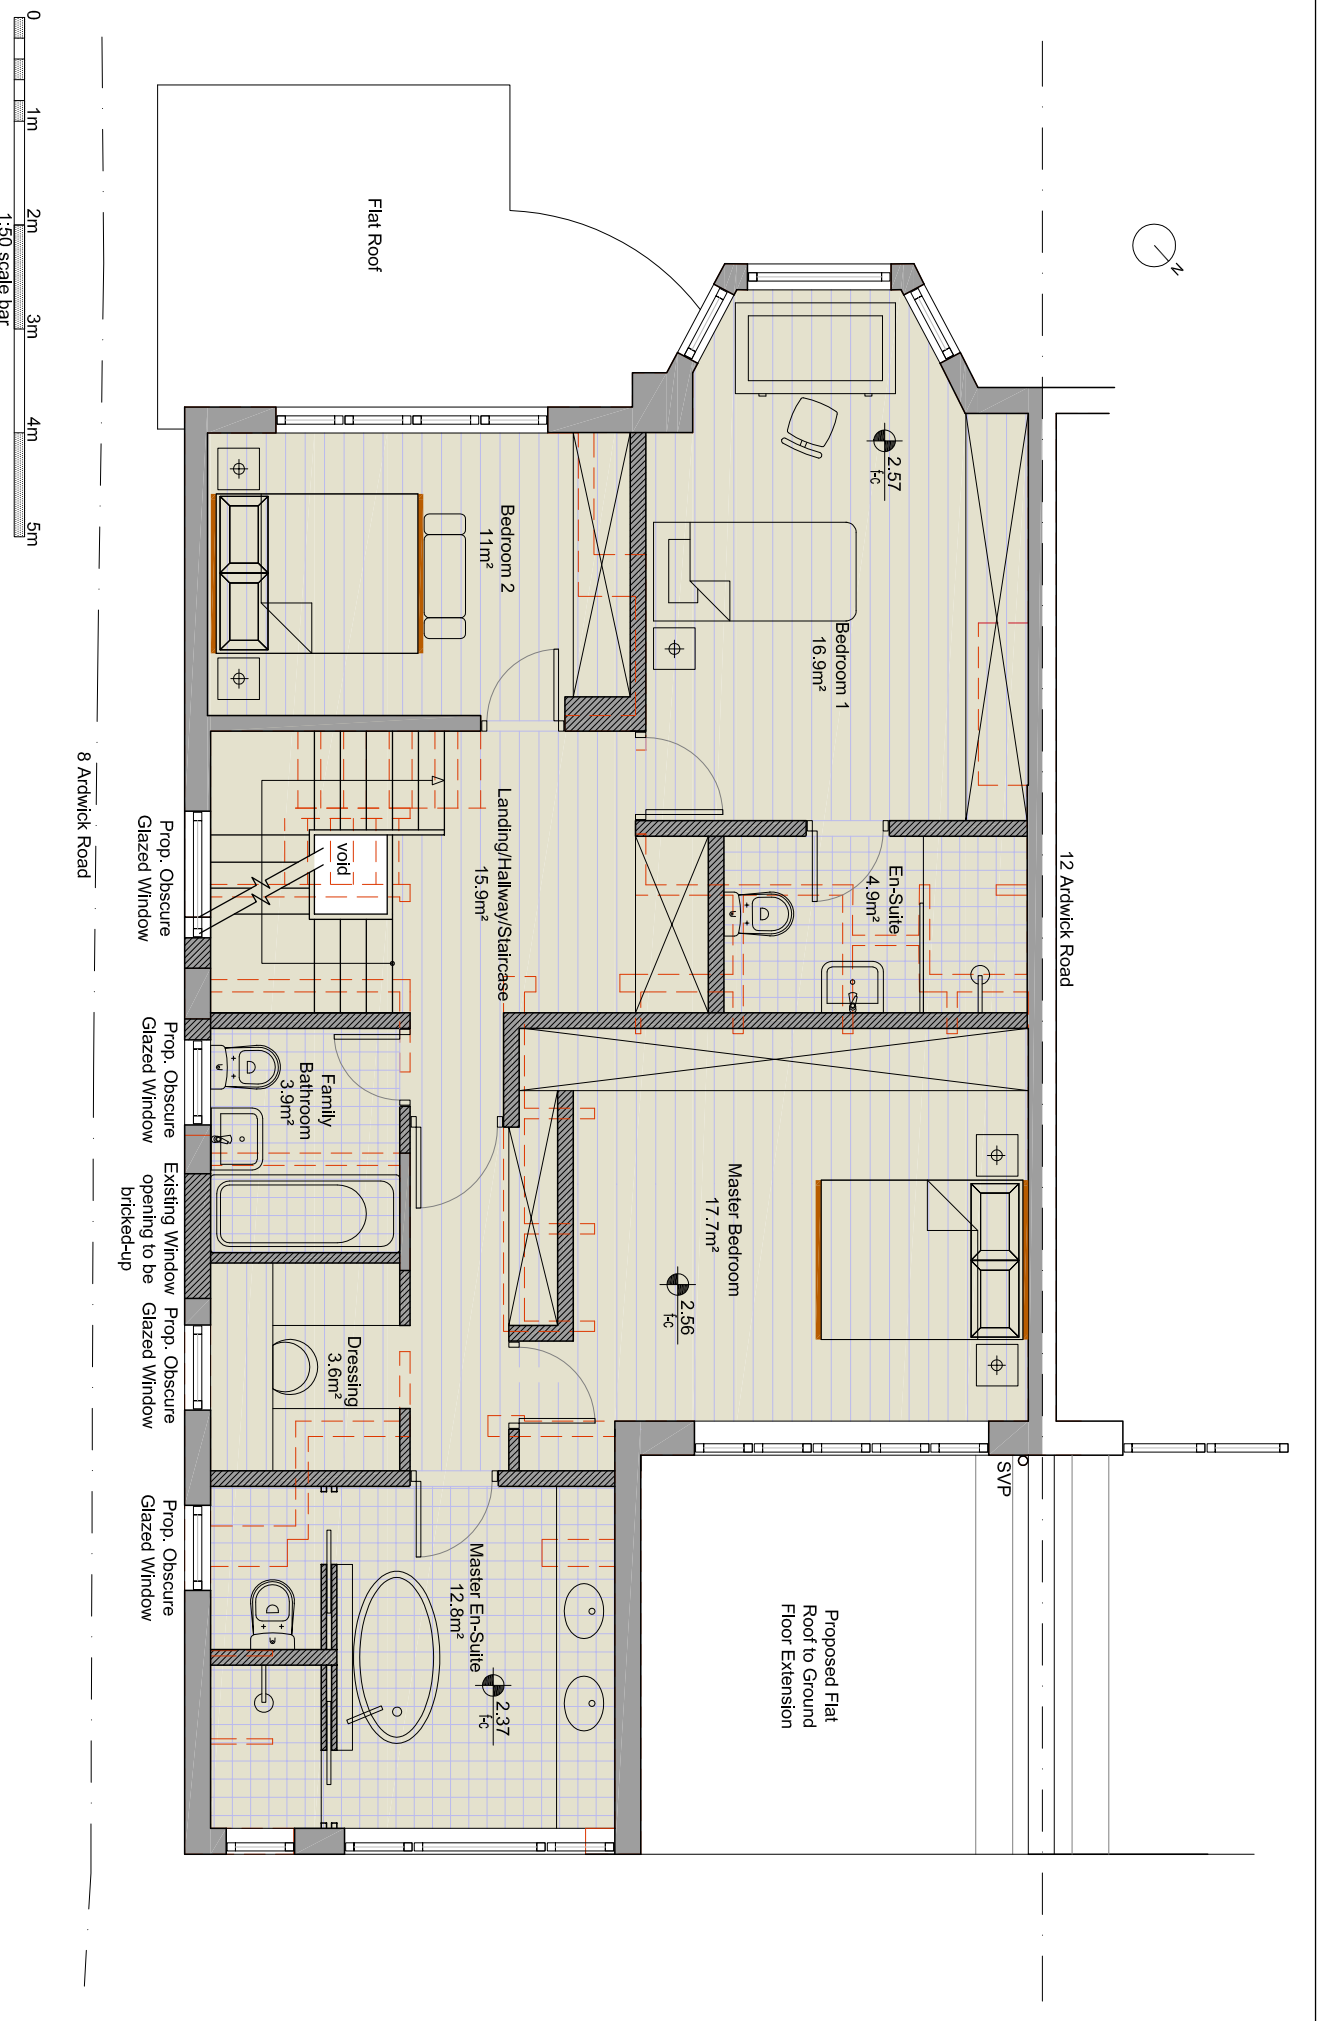 12 Ardwick Road
N
SVP
Proposed Flat
Roof to Ground
Floor Extension
2.57
f-c
Bedroom 1
16.9m²
En-Suite
4.9m²
Master Bedroom
17.7m²
2.56
f-c
Flat Roof
Bedroom 2
11m²
Landing/Hallway/Staircase
15.9m²
void
Family
Bathroom
3.9m²
Dressing
3.6m²
Master En-Suite
12.8m²
2.37
f-c
Prop. Obscure
Glazed Window
Prop. Obscure
Glazed Window
Existing Window
opening to be
bricked-up
Prop. Obscure
Glazed Window
Prop. Obscure
Glazed Window
8 Ardwick Road
0
1m
2m
3m
4m
5m
1:50 scale bar